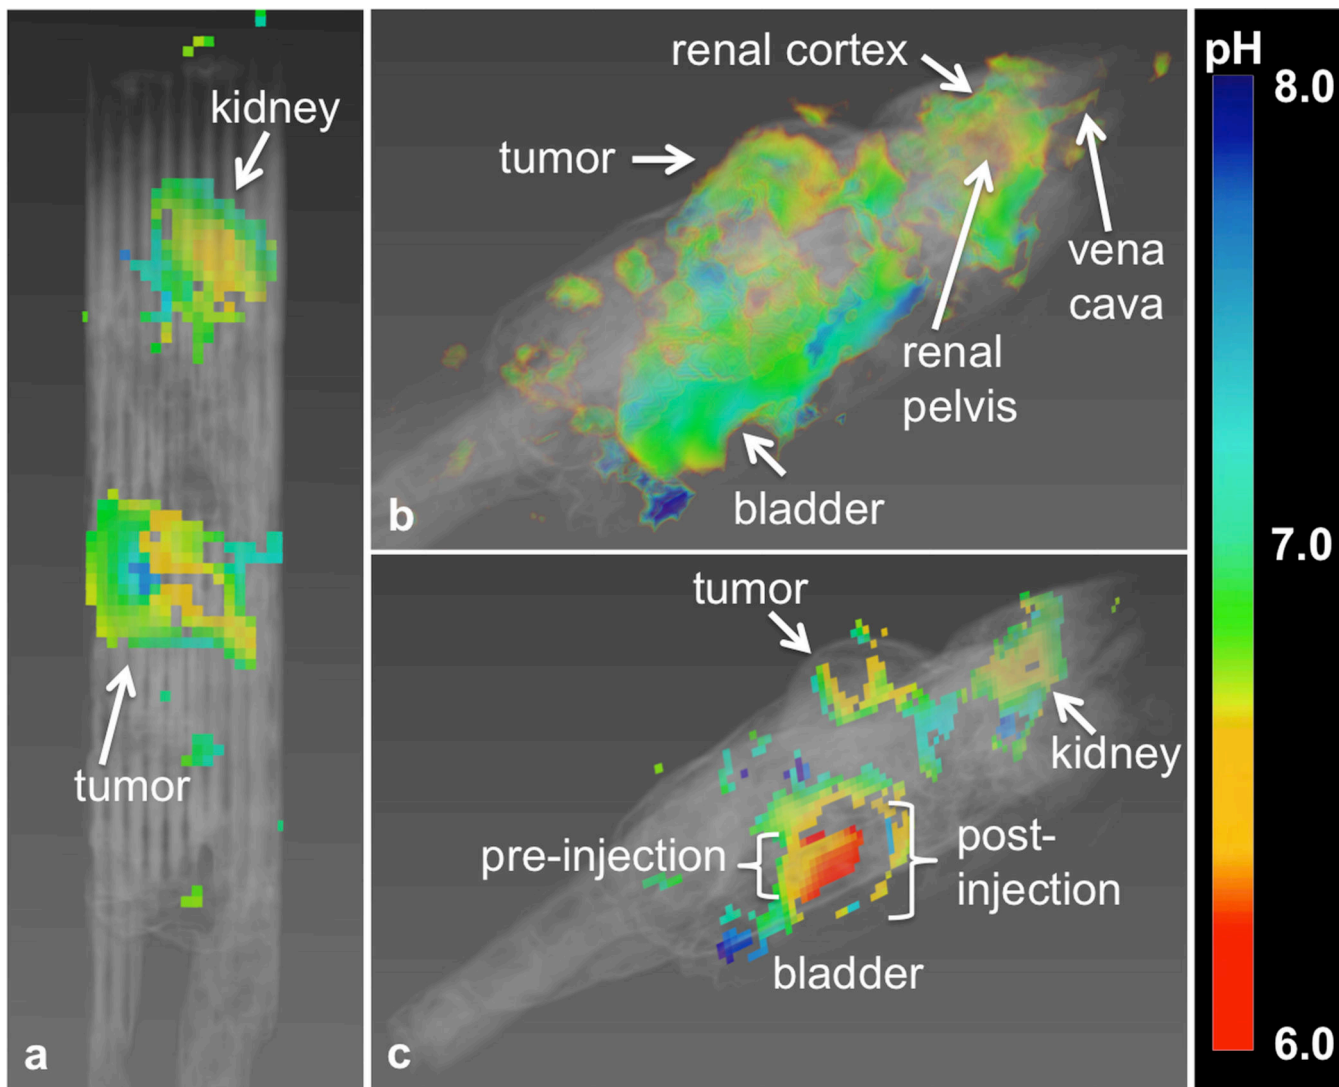 kidney
tumor
a
renal cortex
tumor
vena
cava
renal
pelvis
bladder
b
tumor
kidney
pre-injection
post-
injection
bladder
c
pH
8.0
7.0
6.0